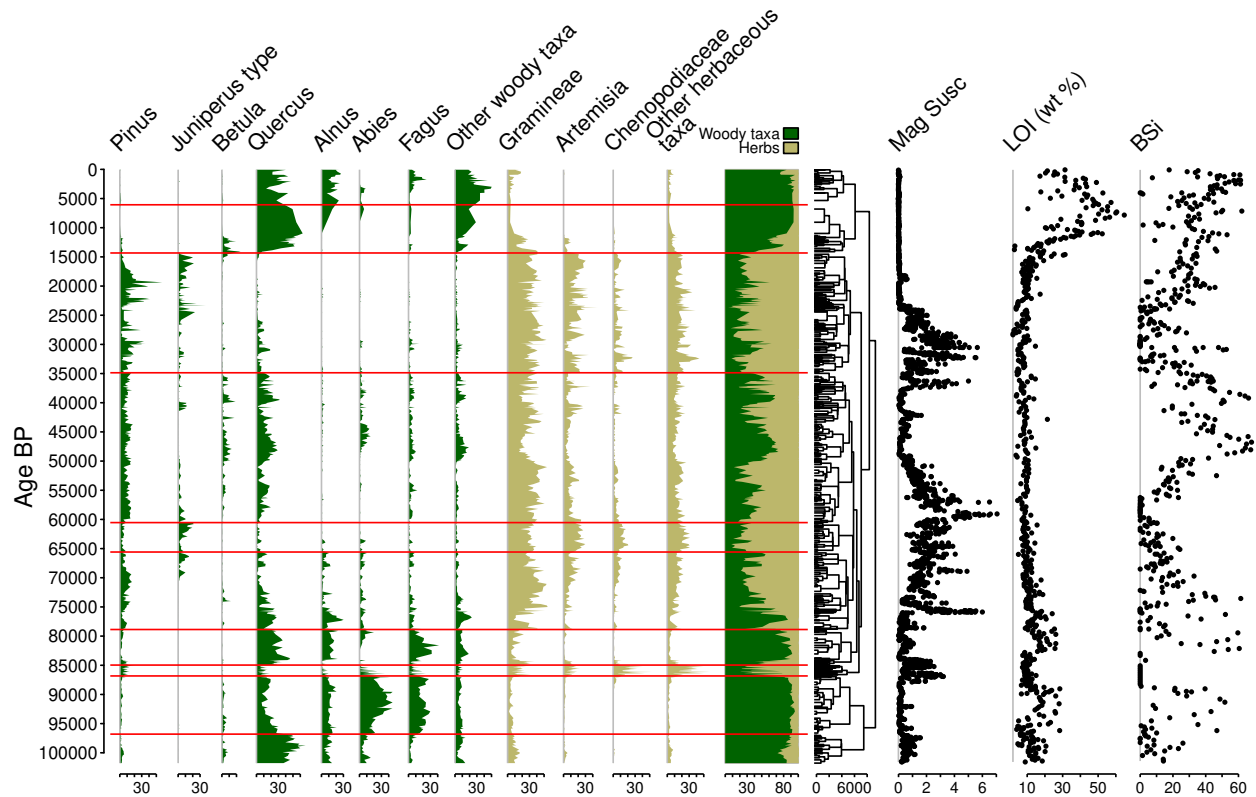 Pinus
Juniperus type
Betula
Quercus
Alnus
Abies
Fagus
Other woody taxa
Gramineae
Artemisia
Chenopodiaceae
Other herbaceous
taxa
Woody taxa
Herbs
Mag Susc
LOI (wt %)
BSi
Age BP
0
5000
10000
15000
20000
25000
30000
35000
40000
45000
50000
55000
60000
65000
70000
75000
80000
85000
90000
95000
100000
30 30 30 30 30 30 30 30 30 30 30 30 80 0 6000 0 2 4 6 10 30 50 0 20 40 60